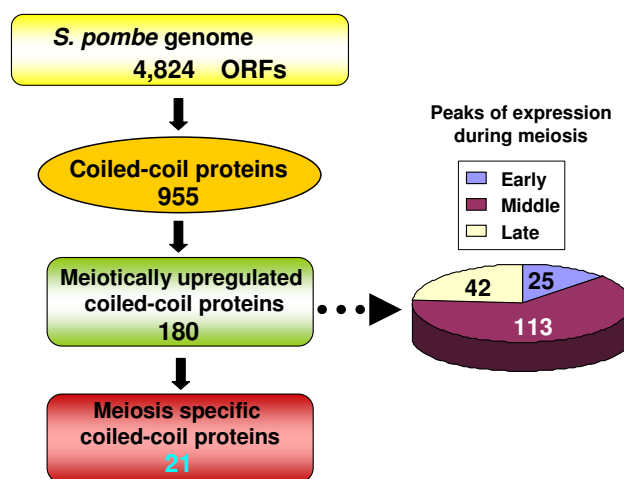 S. pombe genome
4,824 ORFs
Coiled-coil proteins
955
Meiotically upregulated
coiled-coil proteins
180
Meiosis specific
coiled-coil proteins
21
Peaks of expression
during meiosis
Early
Middle
Late
42
25
113